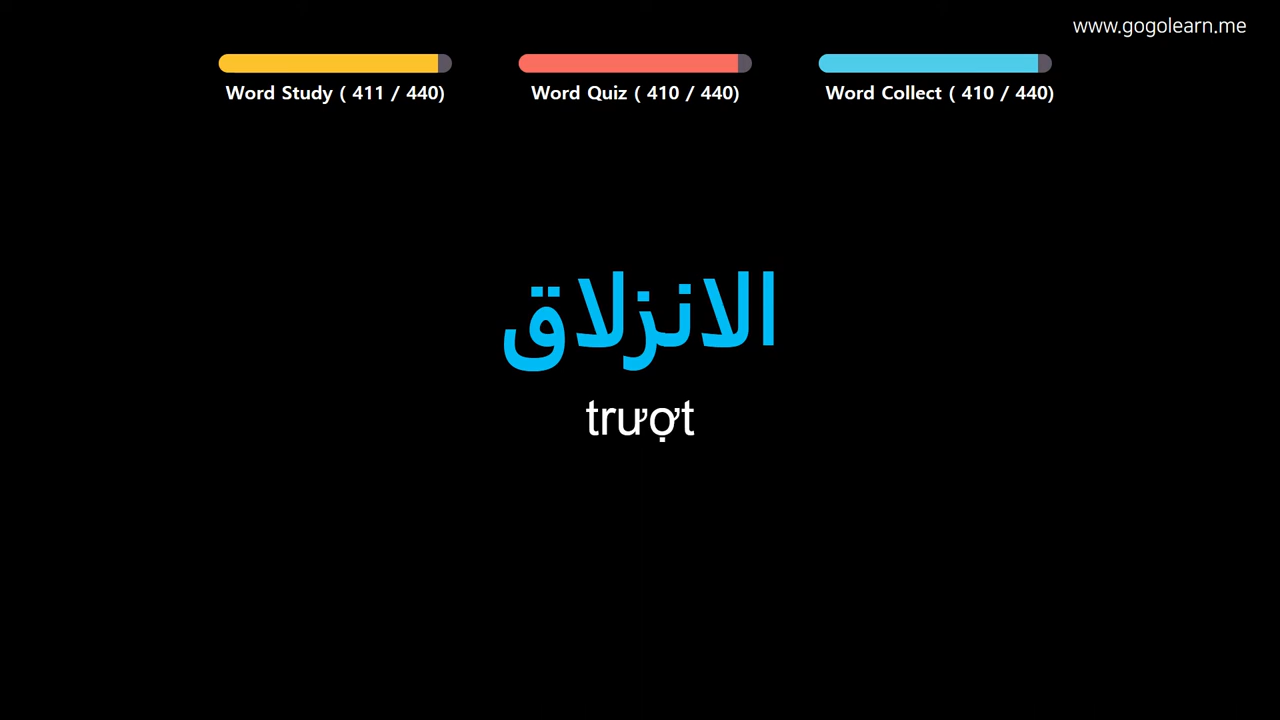 www.gogolearn.me
Word Study ( 411 / 440)
Word Quiz ( 410 / 440)
Word Collect ( 410 / 440)
الانزلاق
trượt